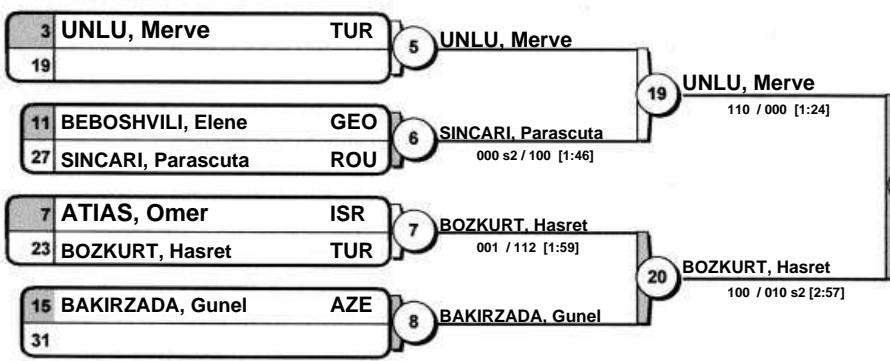 3 UNLU, Merve TUR
19
5 UNLU, Merve
11 BEBOSHVILI, Elene GEO
27 SINCARI, Parascuta ROU
6 SINCARI, Parascuta
000 s2 / 100 [1:46]
19 UNLU, Merve
110 / 000 [1:24]
7 ATIAS, Omer ISR
23 BOZKURT, Hasret TUR
7 BOZKURT, Hasret
001 / 112 [1:59]
15 BAKIRZADA, Gunel AZE
31
8 BAKIRZADA, Gunel
20 BOZKURT, Hasret
100 / 010 s2 [2:57]